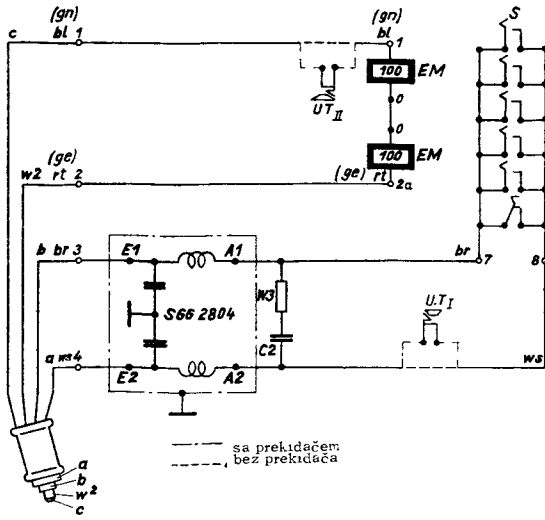 (gn) (gn) S
c bl 1 bl 1
100 EM
UT II 0
0
(ge) 100 EM
w2 rt 2 (ge) rt 2a
b br 3 E1 A1 br 7 8
W3
SGG 2804 U.T I
C2
a ws 4 E2 A2 ws
sa prekidačem
bez prekidača
a
b
w2
c